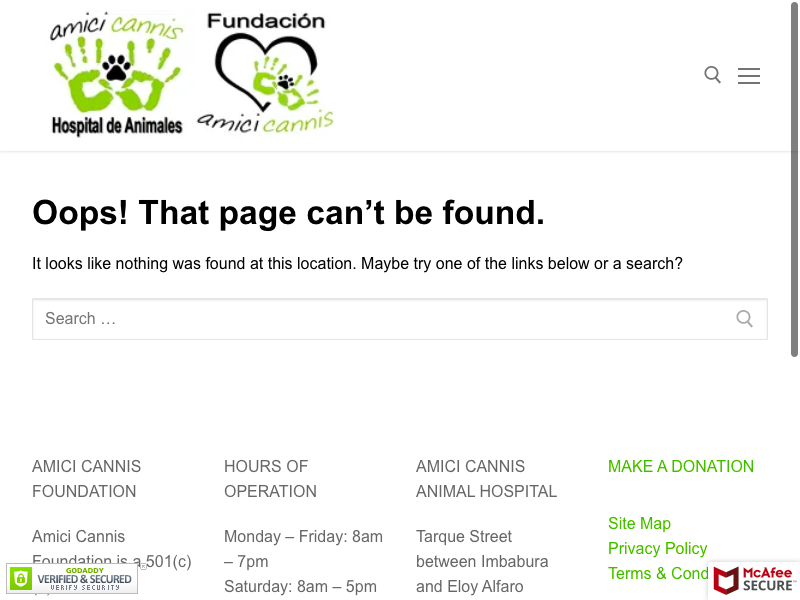 amici cannis
Hospital de Animales
Fundación
amici cannis
Oops! That page can’t be found.
It looks like nothing was found at this location. Maybe try one of the links below or a search?
Search …
AMICI CANNIS
FOUNDATION
Amici Cannis
Foundation is a 501(c)
HOURS OF
OPERATION
Monday – Friday: 8am
– 7pm
Saturday: 8am – 5pm
AMICI CANNIS
ANIMAL HOSPITAL
Tarque Street
between Imbabura
and Eloy Alfaro
MAKE A DONATION
Site Map
Privacy Policy
Terms & Cond
GODADDY
VERIFIED & SECURED
VERIFY SECURITY
McAfee
SECURE